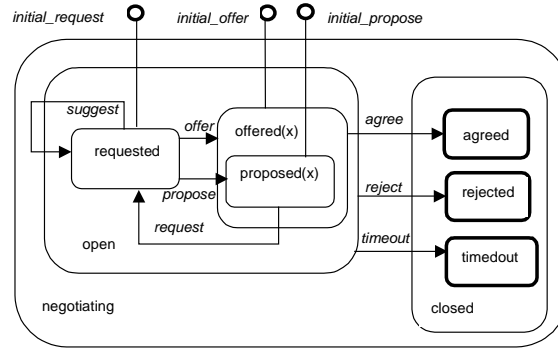 initial_request
initial_offer
initial_propose
suggest
offer
offered(x)
agree
agreed
requested
proposed(x)
propose
reject
rejected
request
timeout
open
timedout
negotiating
closed